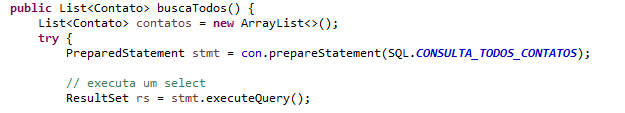 public List<Contato> buscaTodos() {
List<Contato> contatos = new ArrayList<>();
try {
PreparedStatement stmt = con.prepareStatement(SQL.CONSULTA_TODOS_CONTATOS);
// executa um select
ResultSet rs = stmt.executeQuery();